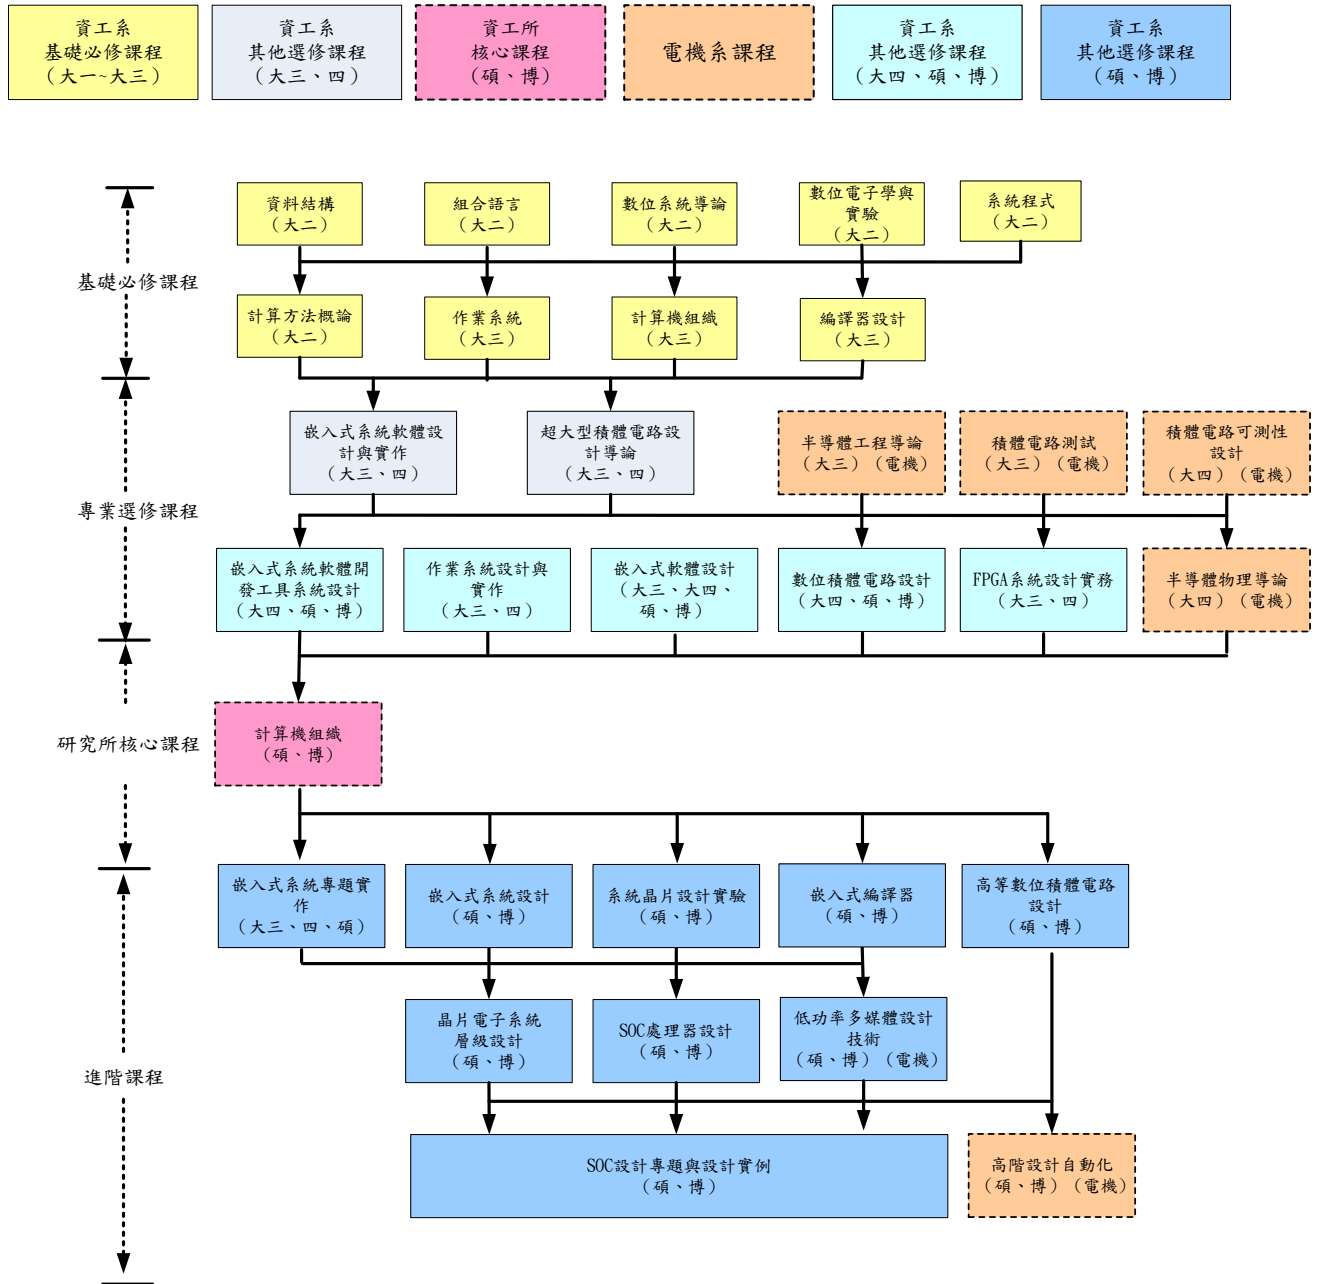 資工系
基礎必修課程
（大一~大三）
資工系
其他選修課程
（大三、四）
資工所
核心課程
（碩、博）
電機系課程
資工系
其他選修課程
（大四、碩、博）
資工系
其他選修課程
（碩、博）
基礎必修課程
資料結構
（大二）
組合語言
（大二）
數位系統導論
（大二）
數位電子學與
實驗
（大二）
系統程式
（大二）
計算方法概論
（大二）
作業系統
（大三）
計算機組織
（大三）
編譯器設計
（大三）
專業選修課程
嵌入式系統軟體設
計與實作
（大三、四）
超大型積體電路設
計導論
（大三、四）
半導體工程導論
（大三）（電機）
積體電路測試
（大三）（電機）
積體電路可測性
設計
（大四）（電機）
嵌入式系統軟體開
發工具系統設計
（大四、碩、博）
作業系統設計與
實作
（大三、四）
嵌入式軟體設計
（大三、大四、
碩、博）
數位積體電路設計
（大四、碩、博）
FPGA系統設計實務
（大三、四）
半導體物理導論
（大四）（電機）
研究所核心課程
計算機組織
（碩、博）
進階課程
嵌入式系統專題實
作
（大三、四、碩）
嵌入式系統設計
（碩、博）
系統晶片設計實驗
（碩、博）
嵌入式編譯器
（碩、博）
高等數位積體電路
設計
（碩、博）
晶片電子系統
層級設計
（碩、博）
SOC處理器設計
（碩、博）
低功率多媒體設計
技術
（碩、博）（電機）
SOC設計專題與設計實例
（碩、博）
高階設計自動化
（碩、博）（電機）